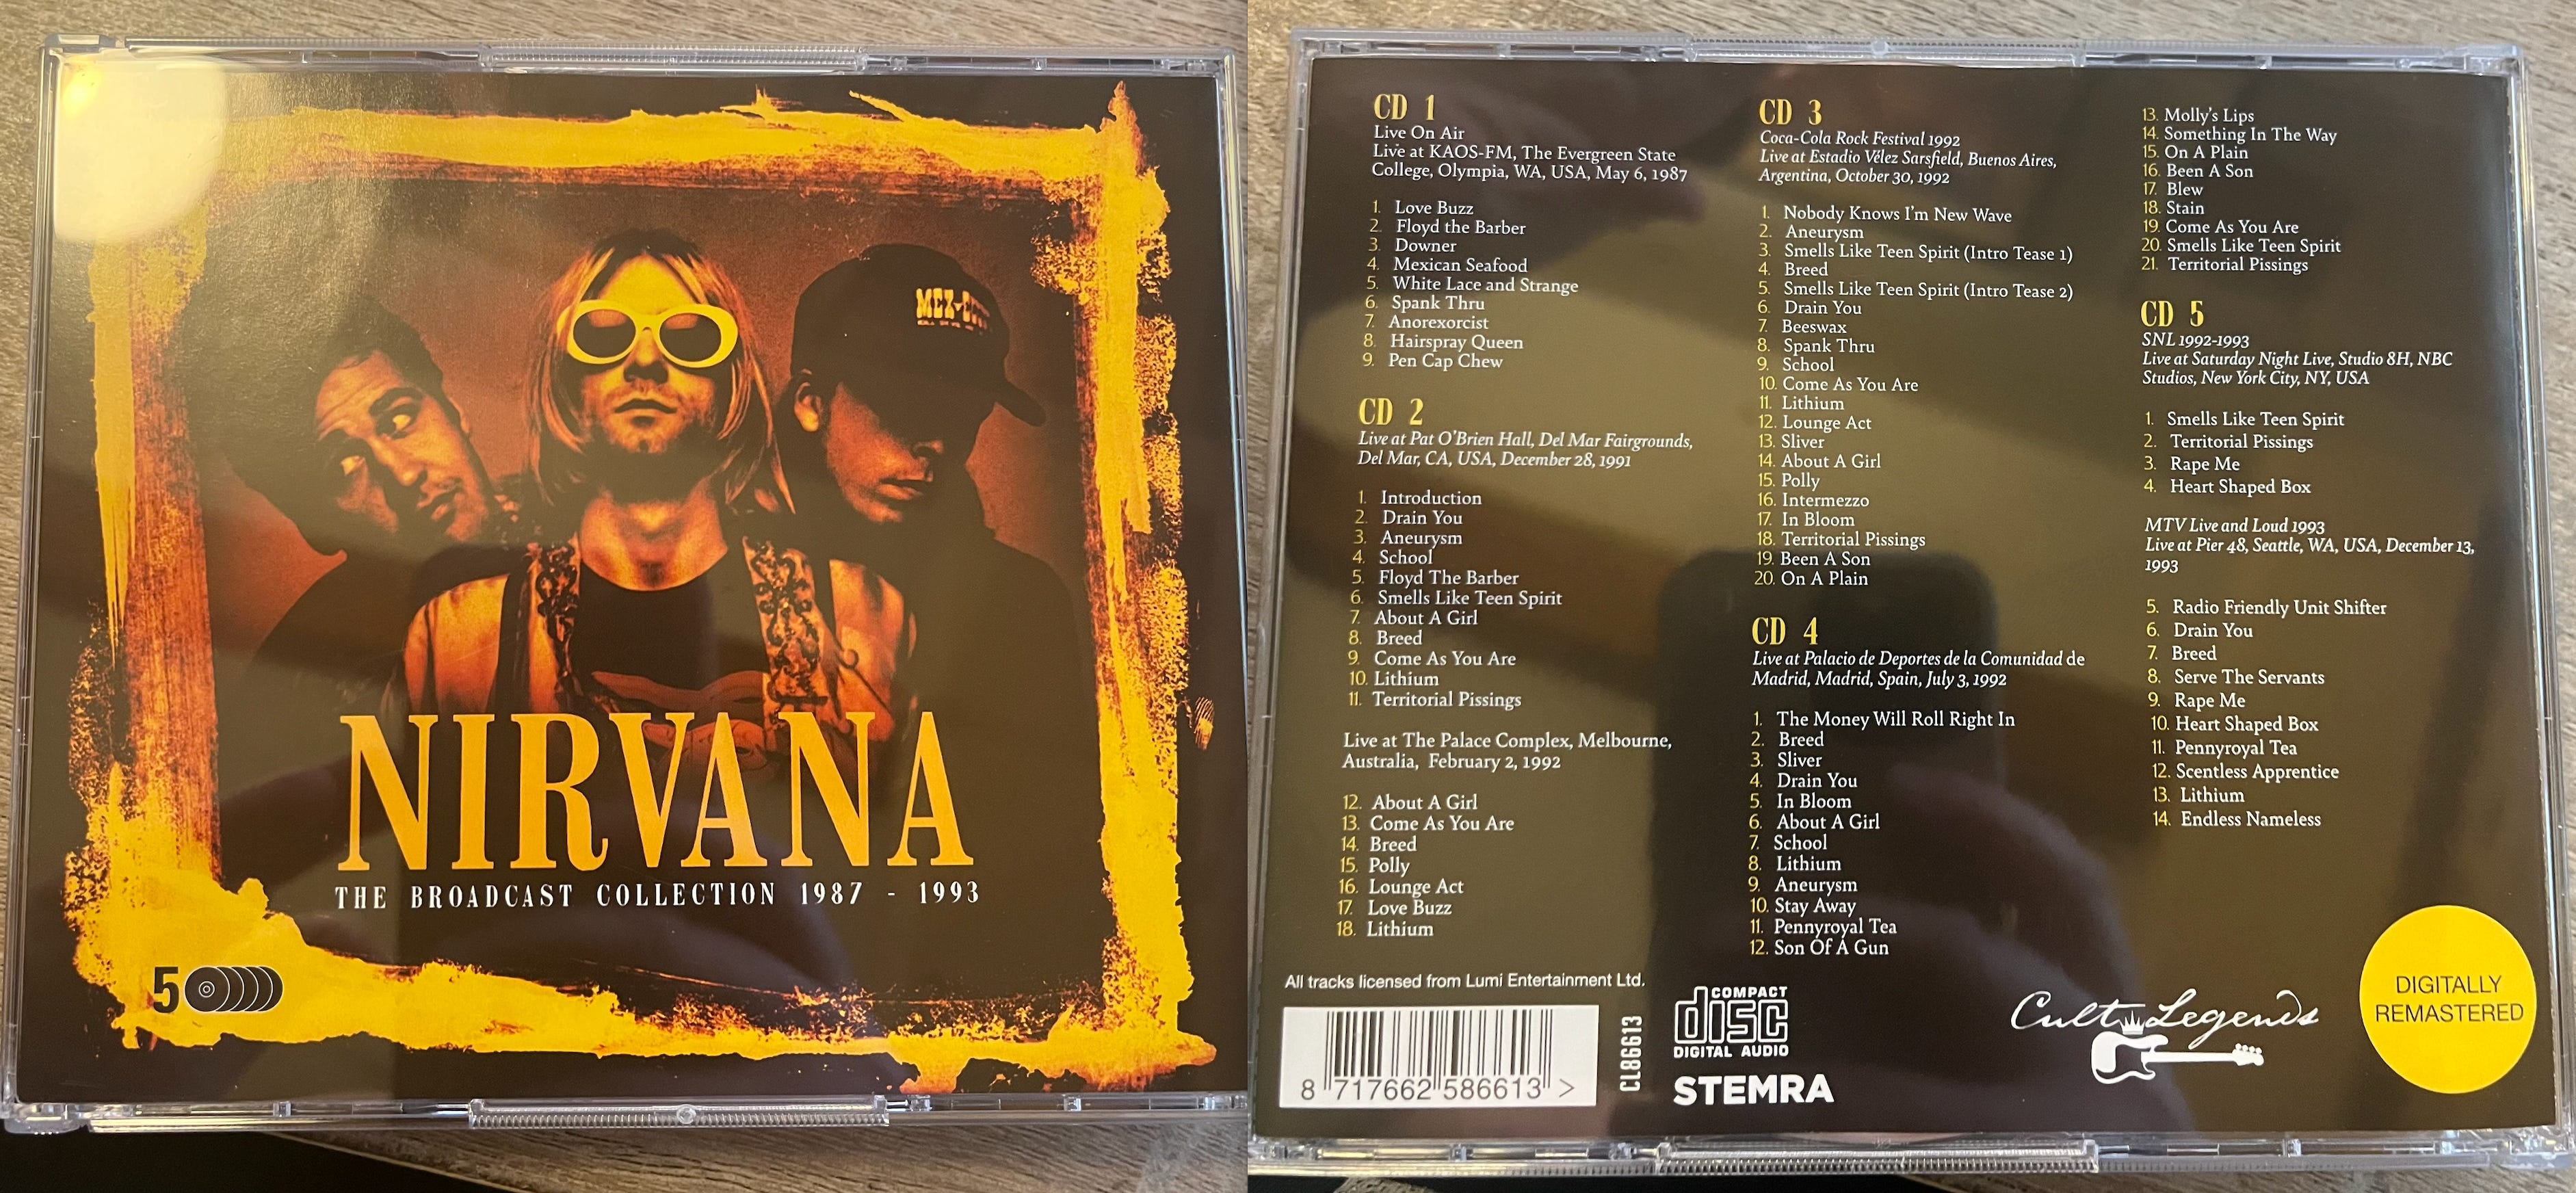 MEX-
NIRVANA
THE BROADCAST COLLECTION 1987 - 1993
5
CD 1
Live On Air
Live at KAOS-FM, The Evergreen State
College, Olympia, WA, USA, May 6, 1987
1. Love Buzz
2. Floyd the Barber
3. Downer
4. Mexican Seafood
5. White Lace and Strange
6. Spank Thru
7. Anorexorcist
8. Hairspray Queen
9. Pen Cap Chew
CD 2
Live at Pat O'Brien Hall, Del Mar Fairgrounds,
Del Mar, CA, USA, December 28, 1991
1. Introduction
2. Drain You
3. Aneurysm
4. School
5. Floyd The Barber
6. Smells Like Teen Spirit
7. About A Girl
8. Breed
9. Come As You Are
10. Lithium
11. Territorial Pissings
Live at The Palace Complex, Melbourne,
Australia, February 2, 1992
12. About A Girl
13. Come As You Are
14. Breed
15. Polly
16. Lounge Act
17. Love Buzz
18. Lithium
CD 3
Coca-Cola Rock Festival 1992
Live at Estadio Vélez Sarsfield, Buenos Aires,
Argentina, October 30, 1992
1. Nobody Knows I'm New Wave
2. Aneurysm
3. Smells Like Teen Spirit (Intro Tease 1)
4. Breed
5. Smells Like Teen Spirit (Intro Tease 2)
6. Drain You
7. Beeswax
8. Spank Thru
9. School
10. Come As You Are
11. Lithium
12. Lounge Act
13. Sliver
14. About A Girl
15. Polly
16. Intermezzo
17. In Bloom
18. Territorial Pissings
19. Been A Son
20. On A Plain
CD 4
Live at Palacio de Deportes de la Comunidad de
Madrid, Madrid, Spain, July 3, 1992
1. The Money Will Roll Right In
2. Breed
3. Sliver
4. Drain You
5. In Bloom
6. About A Girl
7. School
8. Lithium
9. Aneurysm
10. Stay Away
11. Pennyroyal Tea
12. Son Of A Gun
13. Molly's Lips
14. Something In The Way
15. On A Plain
16. Been A Son
17. Blew
18. Stain
19. Come As You Are
20. Smells Like Teen Spirit
21. Territorial Pissings
CD 5
SNL 1992-1993
Live at Saturday Night Live, Studio 8H, NBC
Studios, New York City, NY, USA
1. Smells Like Teen Spirit
2. Territorial Pissings
3. Rape Me
4. Heart Shaped Box
MTV Live and Loud 1993
Live at Pier 48, Seattle, WA, USA, December 13,
1993
5. Radio Friendly Unit Shifter
6. Drain You
7. Breed
8. Serve The Servants
9. Rape Me
10. Heart Shaped Box
11. Pennyroyal Tea
12. Scentless Apprentice
13. Lithium
14. Endless Nameless
All tracks licensed from Lumi Entertainment Ltd.
8 717662 586613 >
CL86613
COMPACT
disc
DIGITAL AUDIO
STEMRA
Cult Legends
DIGITALLY
REMASTERED